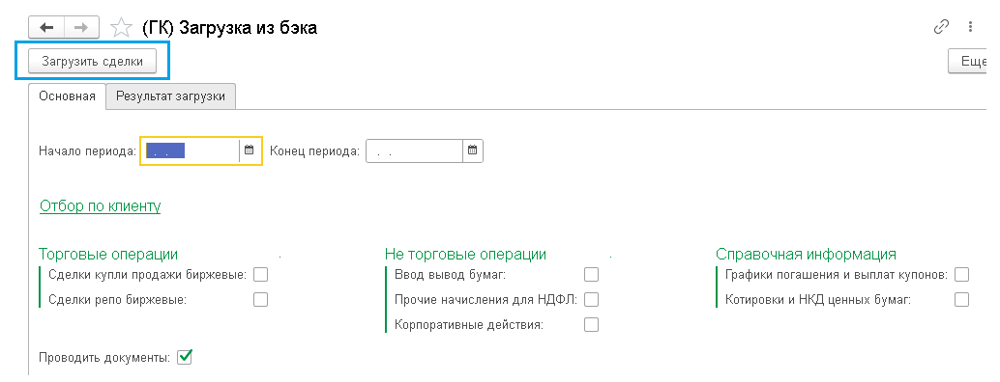 (ГК) Загрузка из бэка
Загрузить сделки
Еще
Основная Результат загрузки
Начало периода: . . Конец периода: . .
Отбор по клиенту
Торговые операции Не торговые операции Справочная информация
Сделки купли продажи биржевые: Ввод вывод бумаг: Графики погашения и выплат купонов:
Сделки репо биржевые: Прочие начисления для НДФЛ: Котировки и НКД ценных бумаг:
Корпоративные действия:
Проводить документы: